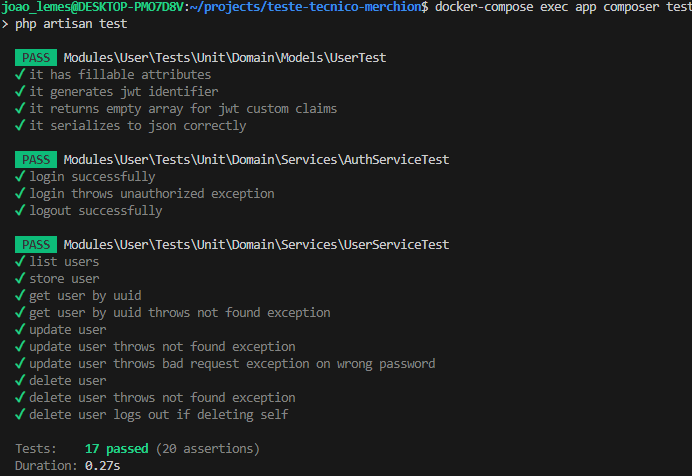 joao_lemes@DESKTOP-PMO7D8V:~/projects/teste-tecnico-merchion$ docker-compose exec app composer test
> php artisan test
PASS Modules\User\Tests\Unit\Domain\Models\UserTest
✓ it has fillable attributes
✓ it generates jwt identifier
✓ it returns empty array for jwt custom claims
✓ it serializes to json correctly
PASS Modules\User\Tests\Unit\Domain\Services\AuthServiceTest
✓ login successfully
✓ login throws unauthorized exception
✓ logout successfully
PASS Modules\User\Tests\Unit\Domain\Services\UserServiceTest
✓ list users
✓ store user
✓ get user by uuid
✓ get user by uuid throws not found exception
✓ update user
✓ update user throws not found exception
✓ update user throws bad request exception on wrong password
✓ delete user
✓ delete user throws not found exception
✓ delete user logs out if deleting self
Tests: 17 passed (20 assertions)
Duration: 0.27s